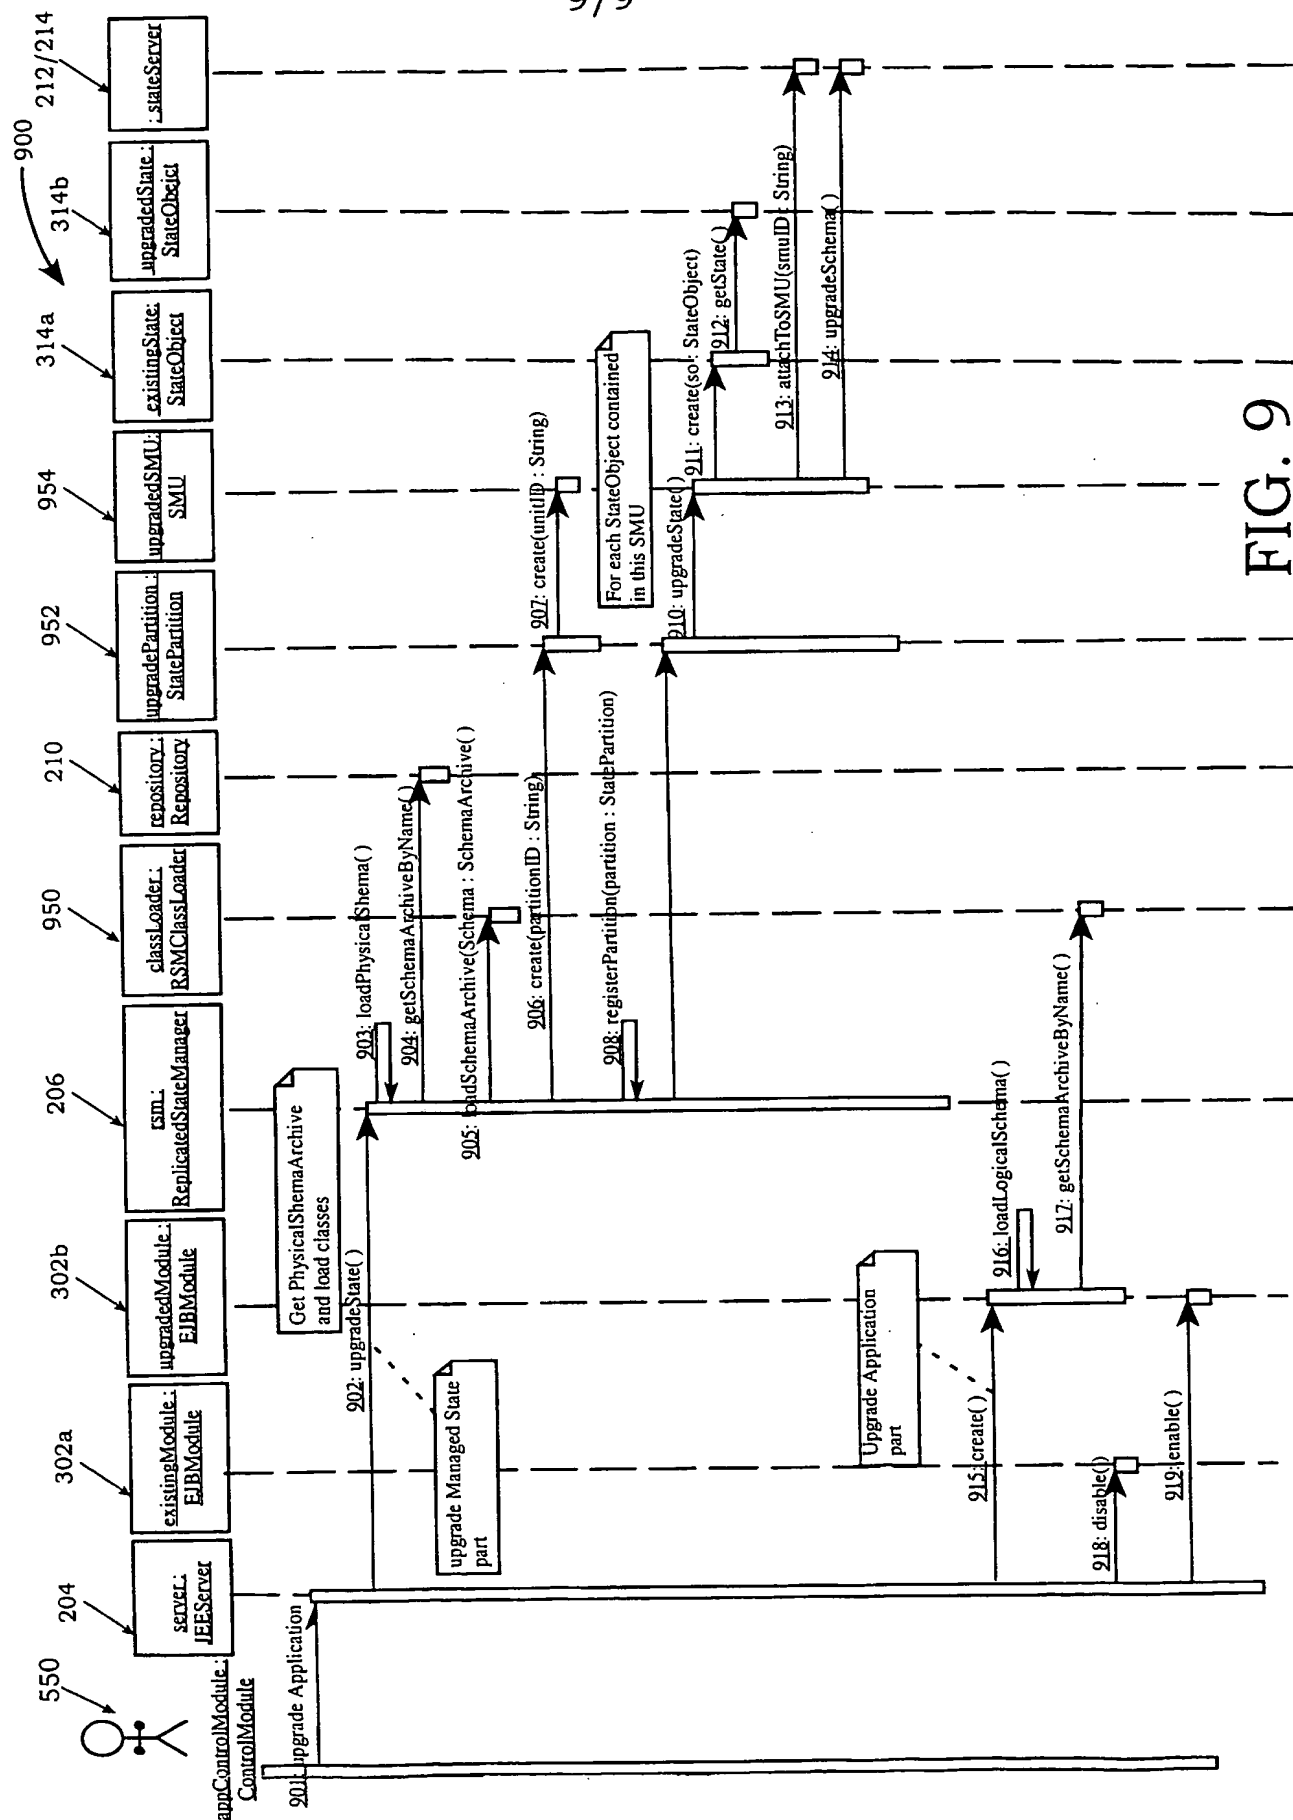 9/9
900
550
204
302a
302b
206
950
210
952
954
314a
314b
212/214
appControlModule :
ControlModule
server :
JEEServer
existingModule :
EJBModule
upgradedModule :
EJBModule
rsm :
ReplicatedStateManager
classLoader :
RSMClassLoader
repository :
Repository
upgradePartition :
StatePartition
upgradedSMU:
SMU
existingState:
StateObject
upgradedState :
StateObejct
: stateServer
901: upgrade Application
902: upgradeState( )
Get PhysicalShemaArchive
and load classes
upgrade Managed State
part
903: loadPhysicalShema( )
904: getSchemaArchiveByName( )
905: loadSchemaArchive(Schema : SchemaArchive( )
906: create(partitionID : String)
907: create(unitID : String)
908: registerPartition(partition : StatePartition)
For each StateObject contained
in this SMU
910: upgradeState( )
911: create(so : StateObject)
912: getState( )
913: attachToSMU(smuID : String)
914: upgradeSchema( )
Upgrade Application
part
915: create( )
916: loadLogicalSchema( )
917: getSchemaArchiveByName( )
918: disable( )
919: enable( )
FIG. 9